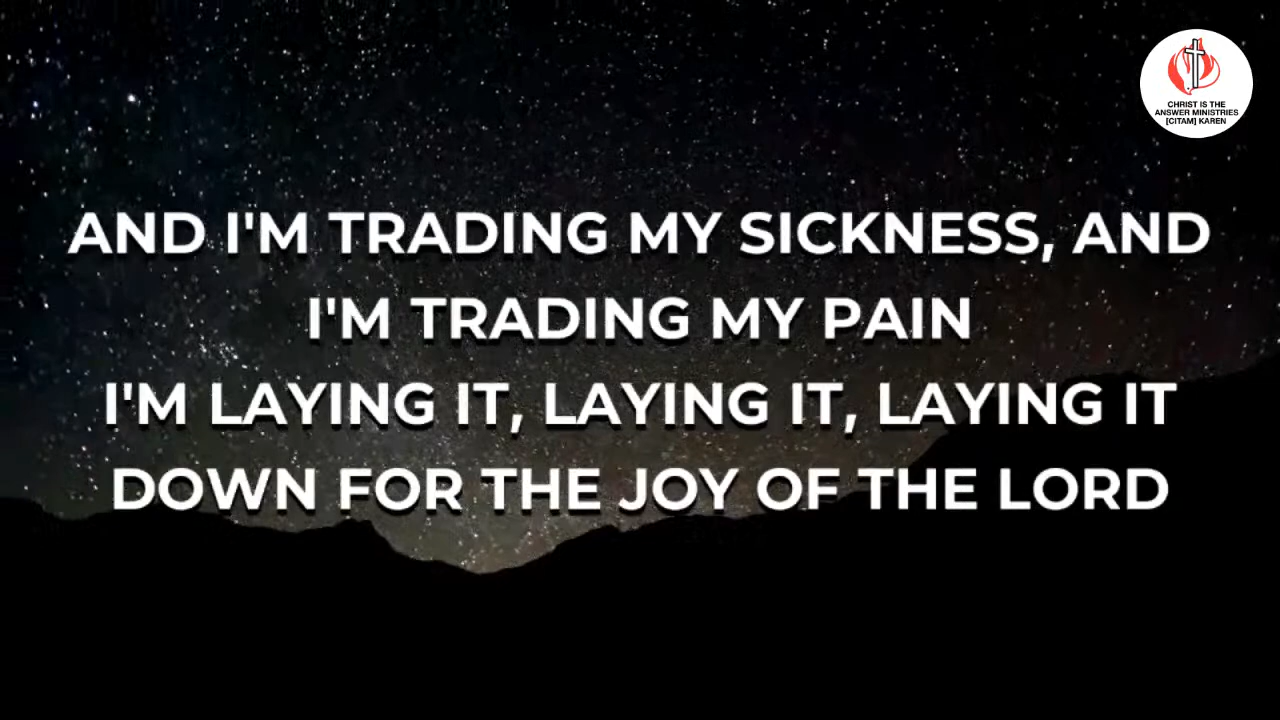 CHRIST IS THE
ANSWER MINISTRIES
[CITAM] KAREN
AND I'M TRADING MY SICKNESS, AND
I'M TRADING MY PAIN
I'M LAYING IT, LAYING IT, LAYING IT
DOWN FOR THE JOY OF THE LORD